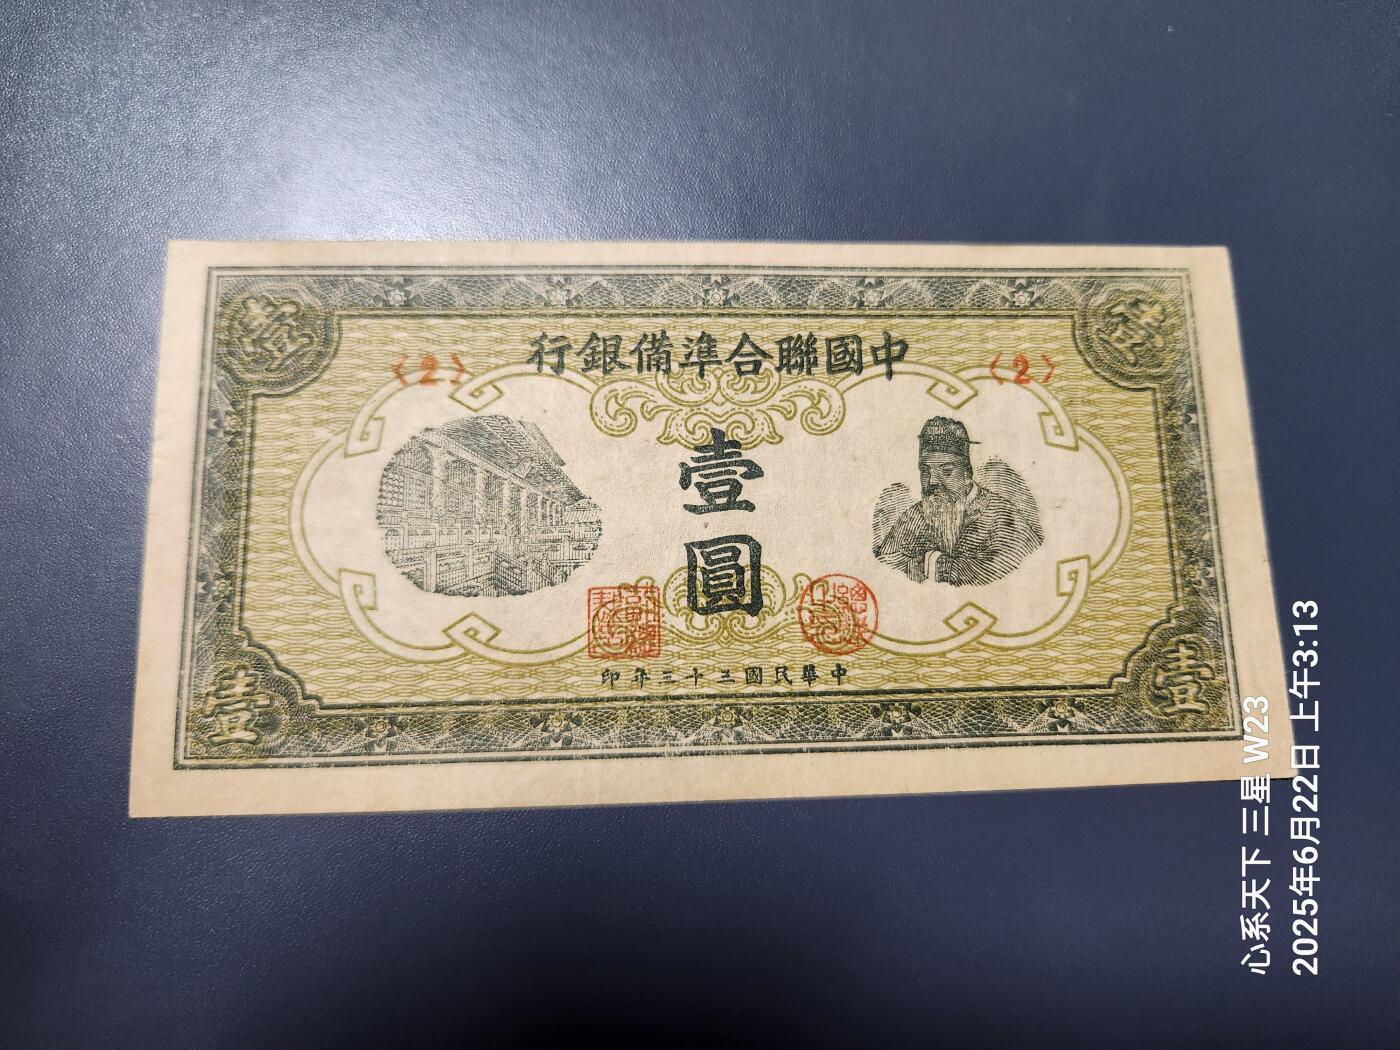 壹
壹
中國聯合準備銀行
〈2〉
〈2〉
壹
圓
中華民國三十三年印
壹
壹
心系天下 三星 W23
2025年6月22日 上午3:13